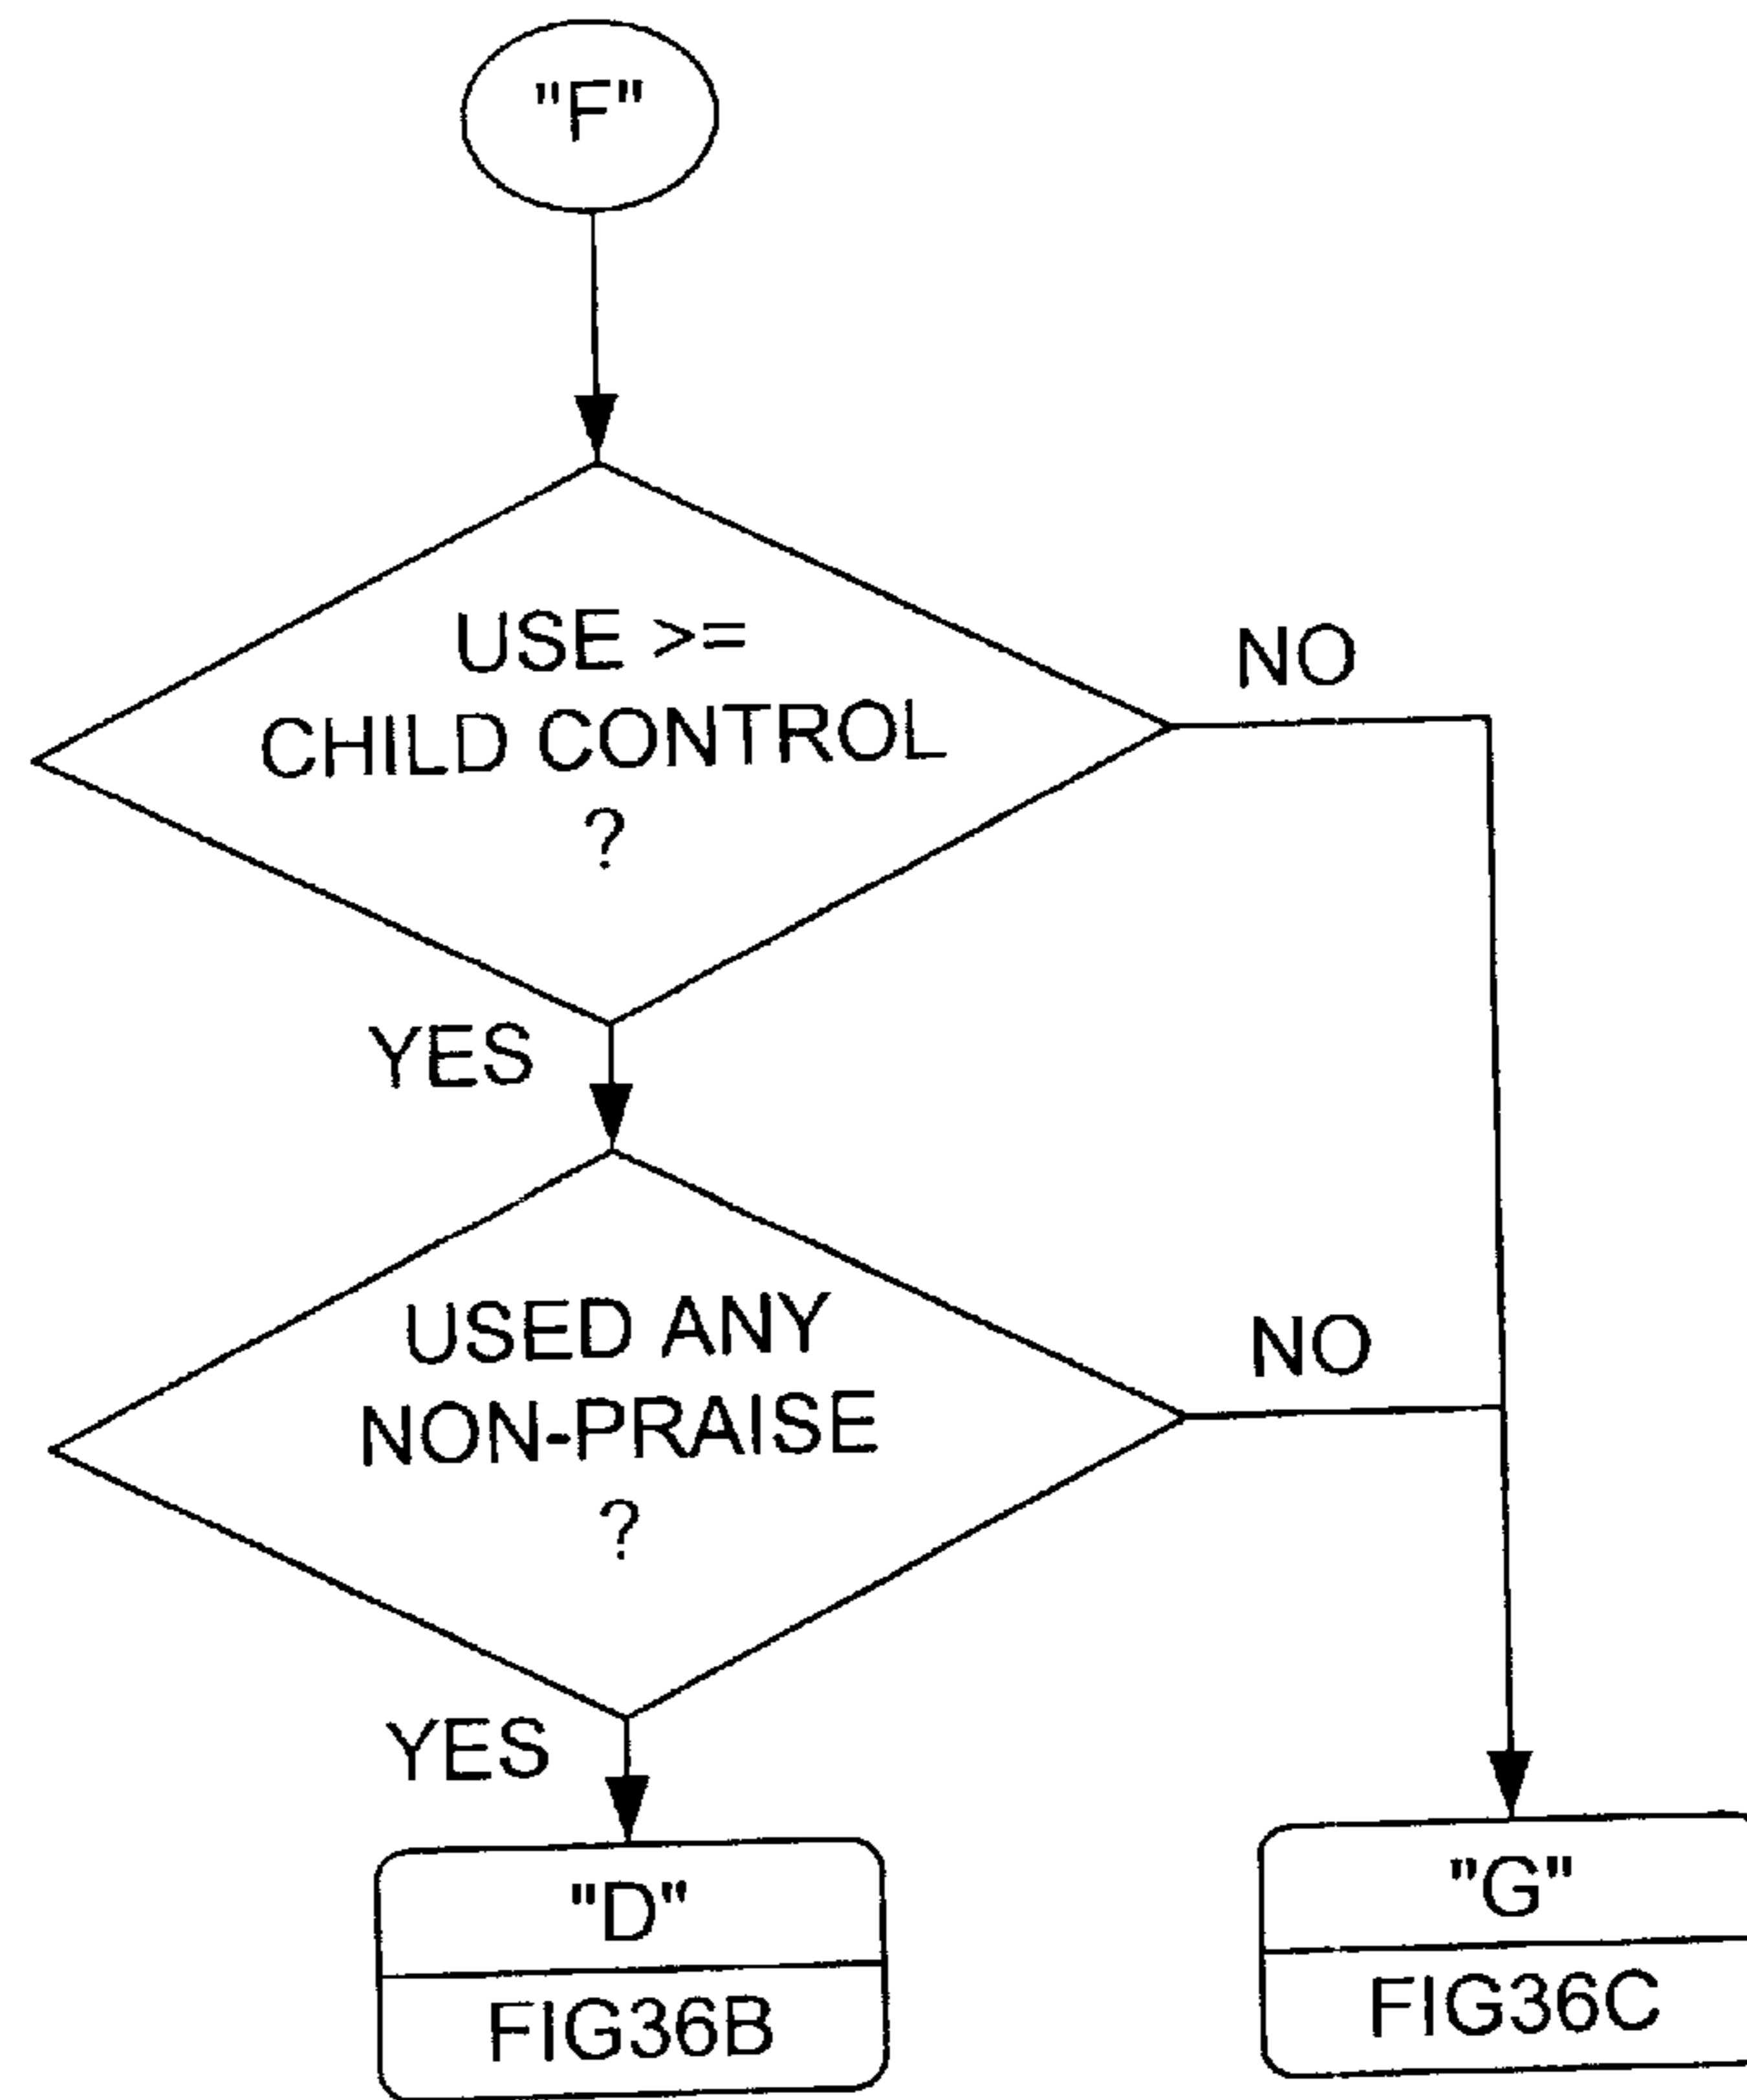 "F"
USE >=
CHILD CONTROL
?
NO
YES
USED ANY
NON-PRAISE
?
NO
YES
"D"
FIG36B
"G"
FIG36C